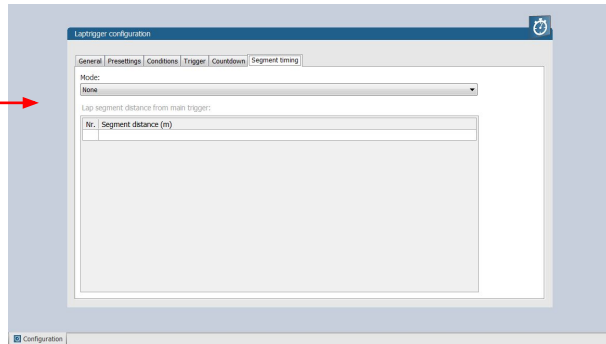 Laptrigger configuration
General Presettings Conditions Trigger Countdown Segment timing
Mode:
None
Lap segment distance from main trigger:
Nr. Segment distance (m)
Configuration